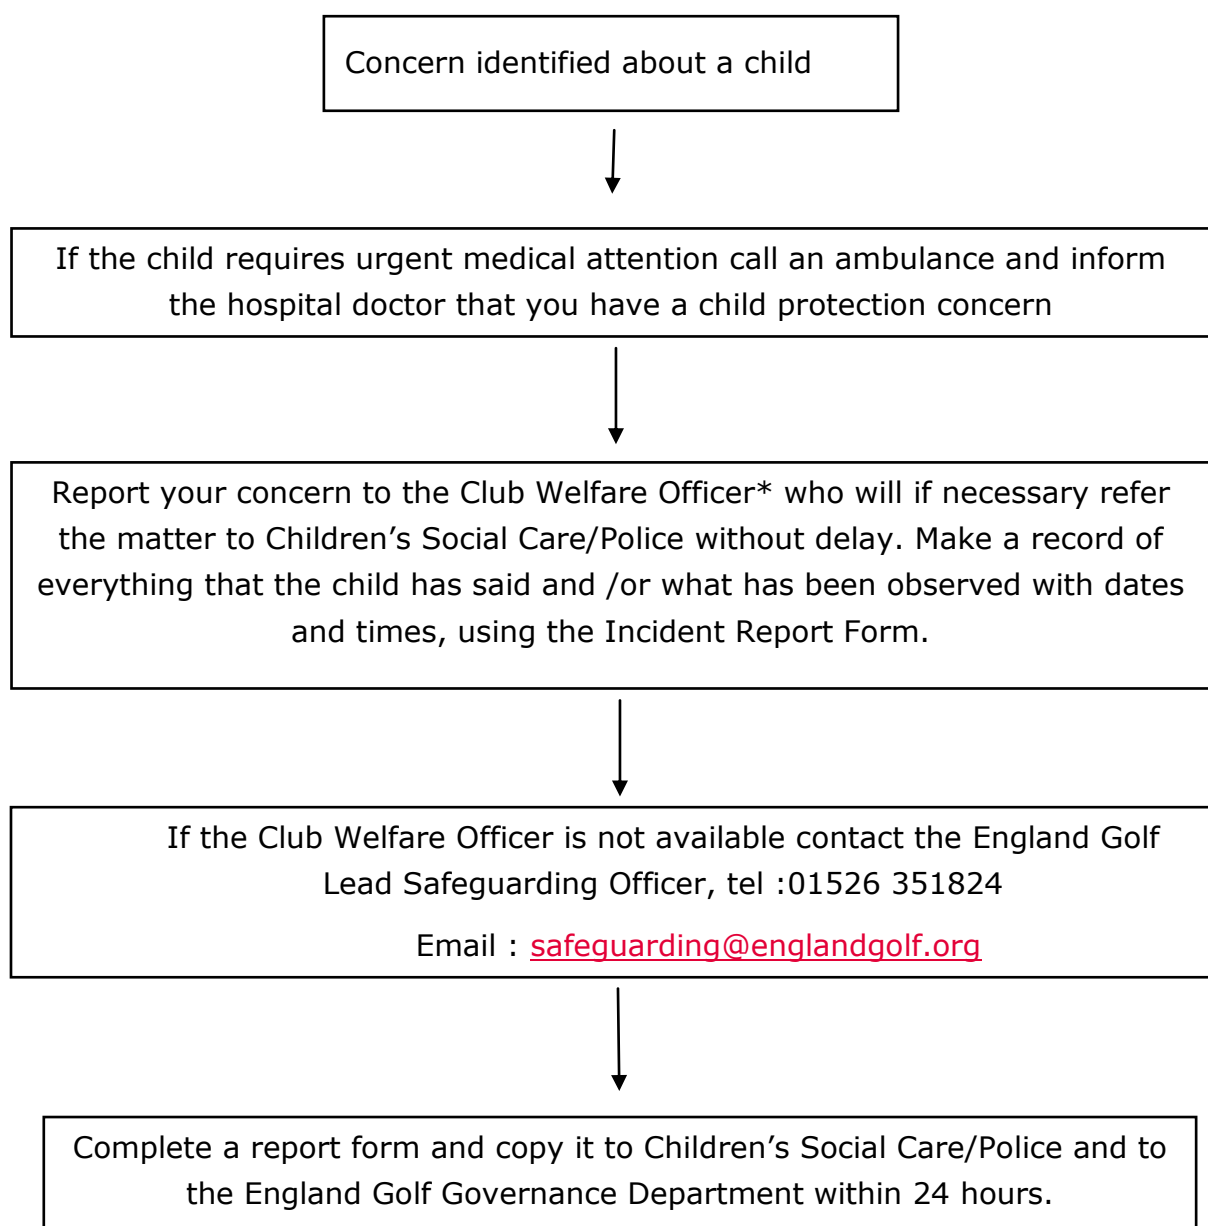 Concern identified about a child
If the child requires urgent medical attention call an ambulance and inform
the hospital doctor that you have a child protection concern
Report your concern to the Club Welfare Officer* who will if necessary refer
the matter to Children’s Social Care/Police without delay. Make a record of
everything that the child has said and /or what has been observed with dates
and times, using the Incident Report Form.
If the Club Welfare Officer is not available contact the England Golf
Lead Safeguarding Officer, tel :01526 351824
Email : safeguarding@englandgolf.org
Complete a report form and copy it to Children’s Social Care/Police and to
the England Golf Governance Department within 24 hours.